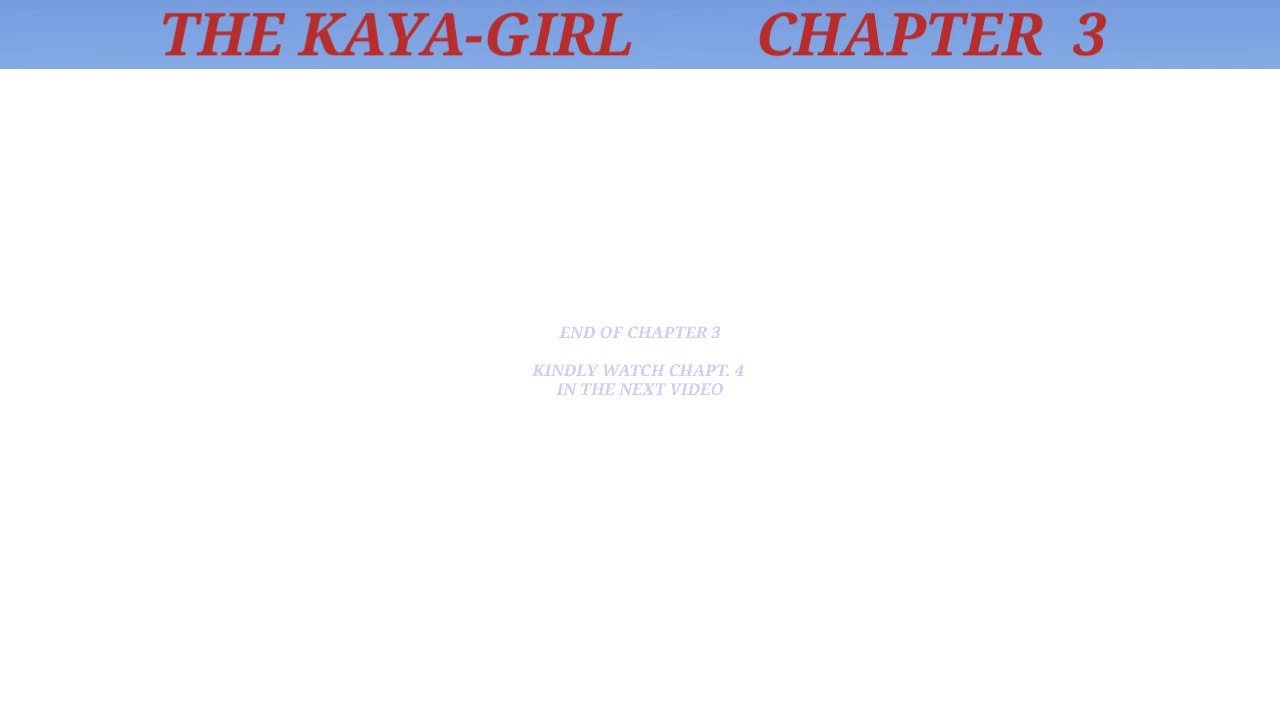 THE KAYA-GIRL CHAPTER 3
END OF CHAPTER 3
KINDLY WATCH CHAPT. 4
IN THE NEXT VIDEO